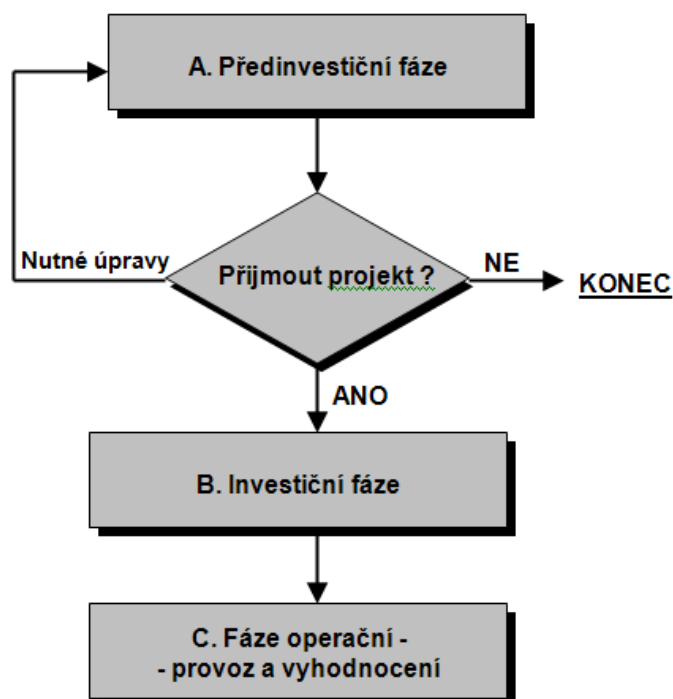 A. Předinvestiční fáze
Nutné úpravy
Přijmout projekt ?
NE
KONEC
ANO
B. Investiční fáze
C. Fáze operační -
- provoz a vyhodnocení